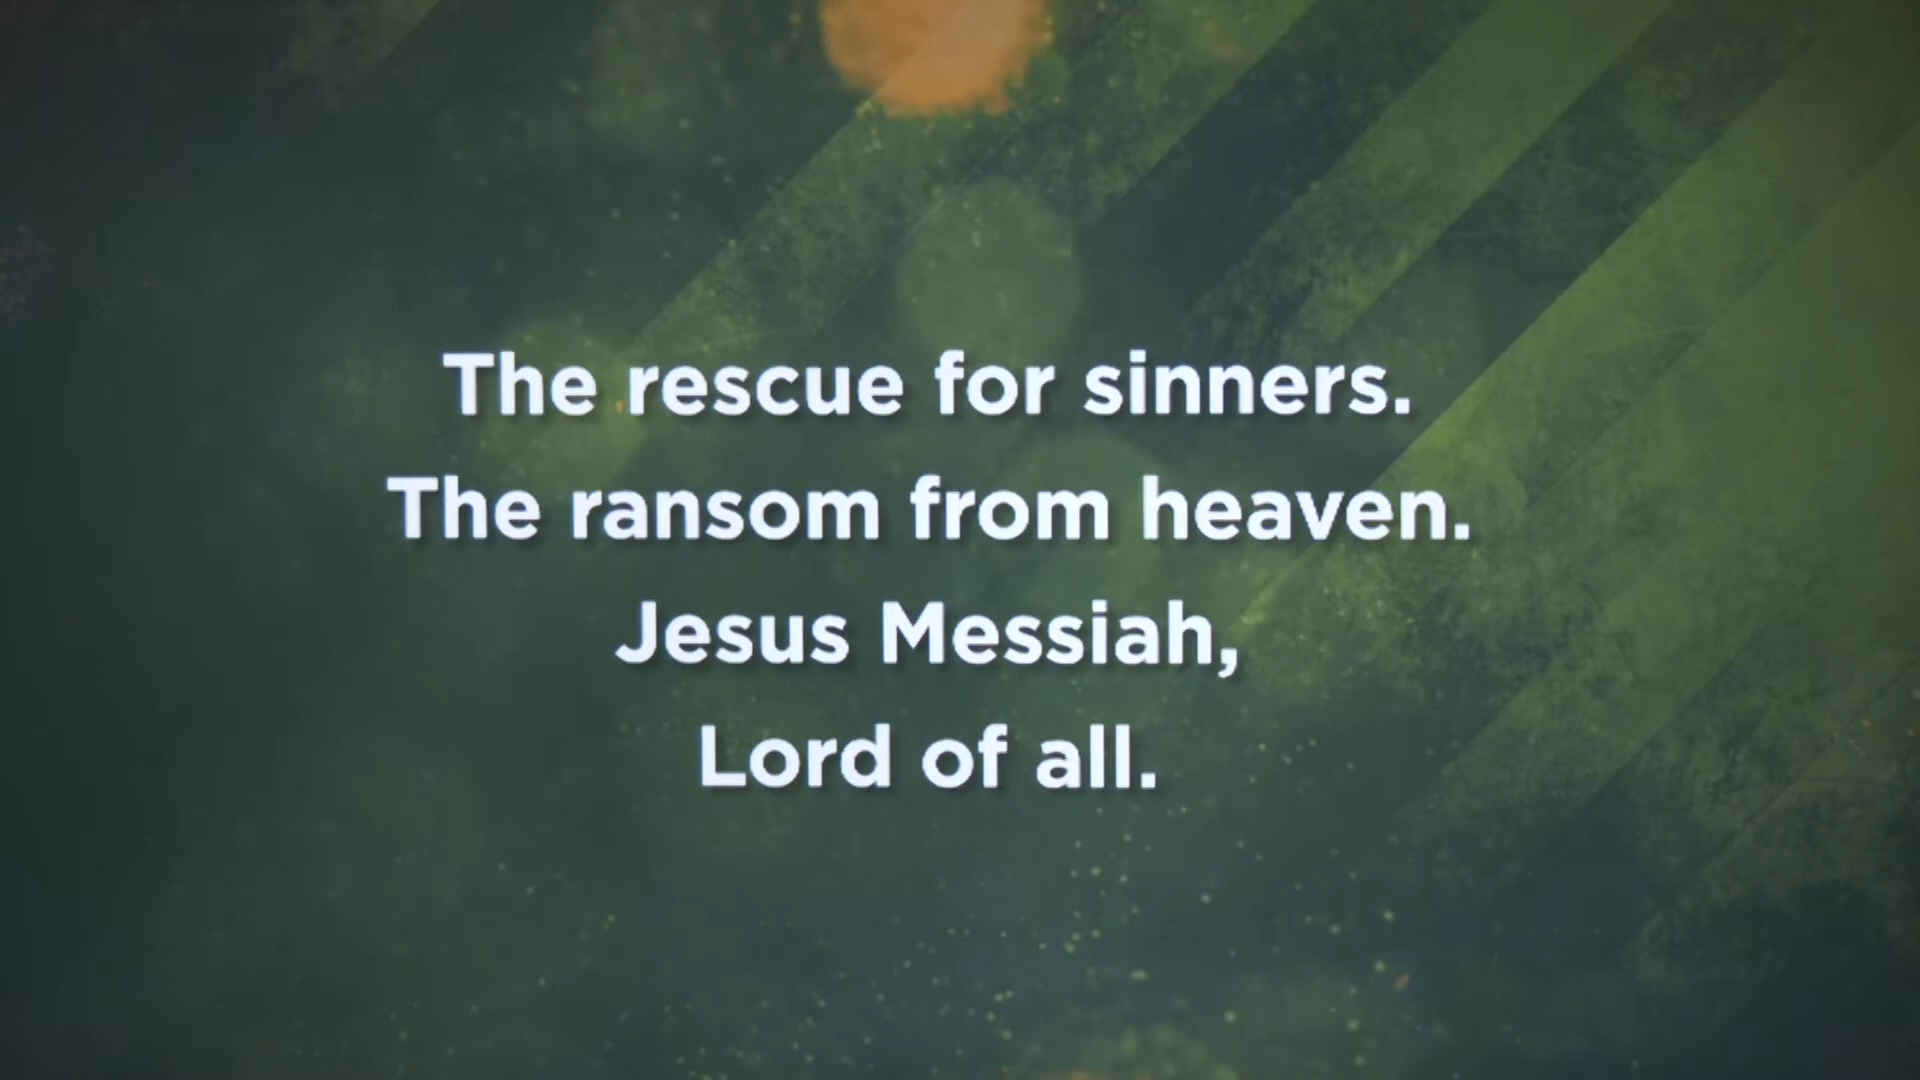 The rescue for sinners.
The ransom from heaven.
Jesus Messiah,
Lord of all.